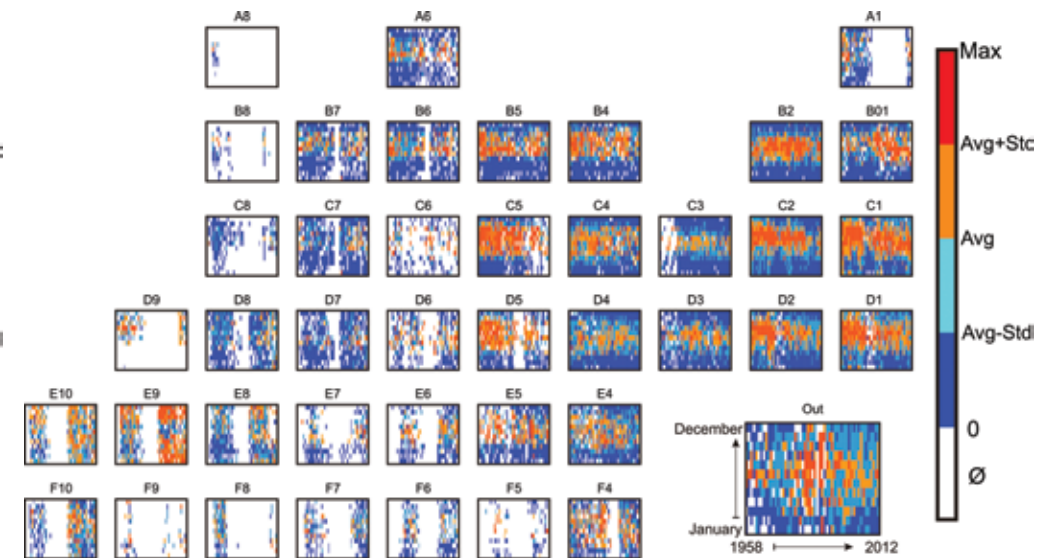 A8 A6 A1
Max
B8 B7 B6 B5 B4 B2 B01
Avg+Stc
C8 C7 C6 C5 C4 C3 C2 C1
Avg
D9 D8 D7 D6 D5 D4 D3 D2 D1
Avg-Stdl
E10 E9 E8 E7 E6 E5 E4
Out
December
0
Ø
F10 F9 F8 F7 F6 F5 F4
January
1958 2012